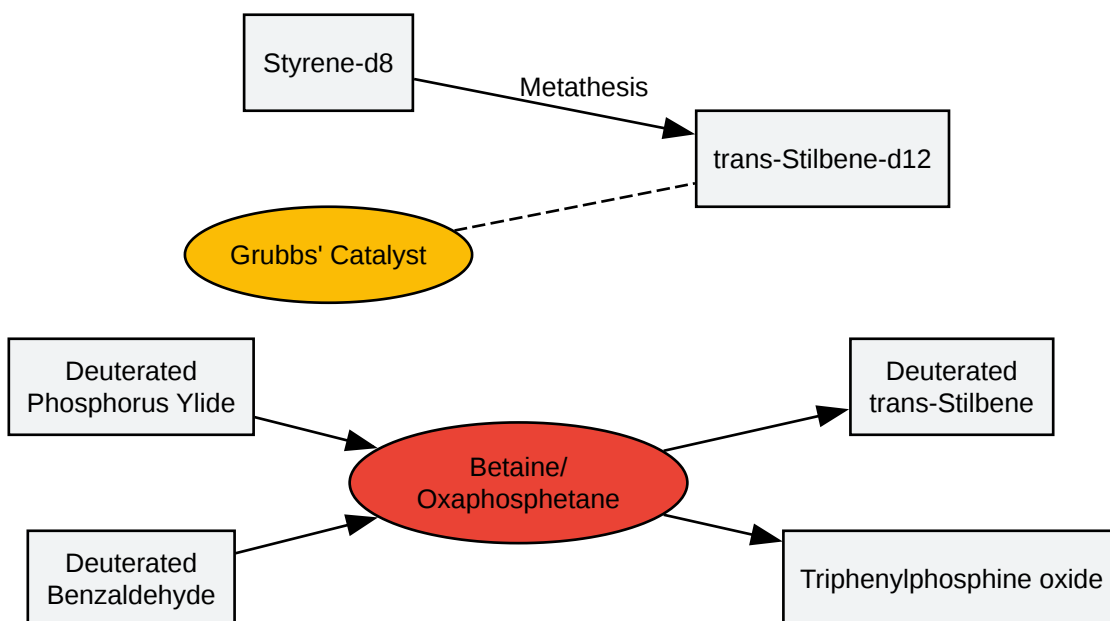 Styrene-d8
Metathesis
trans-Stilbene-d12
Grubbs' Catalyst
Deuterated
Phosphorus Ylide
Deuterated
trans-Stilbene
Betaine/
Oxaphosphetane
Deuterated
Benzaldehyde
Triphenylphosphine oxide